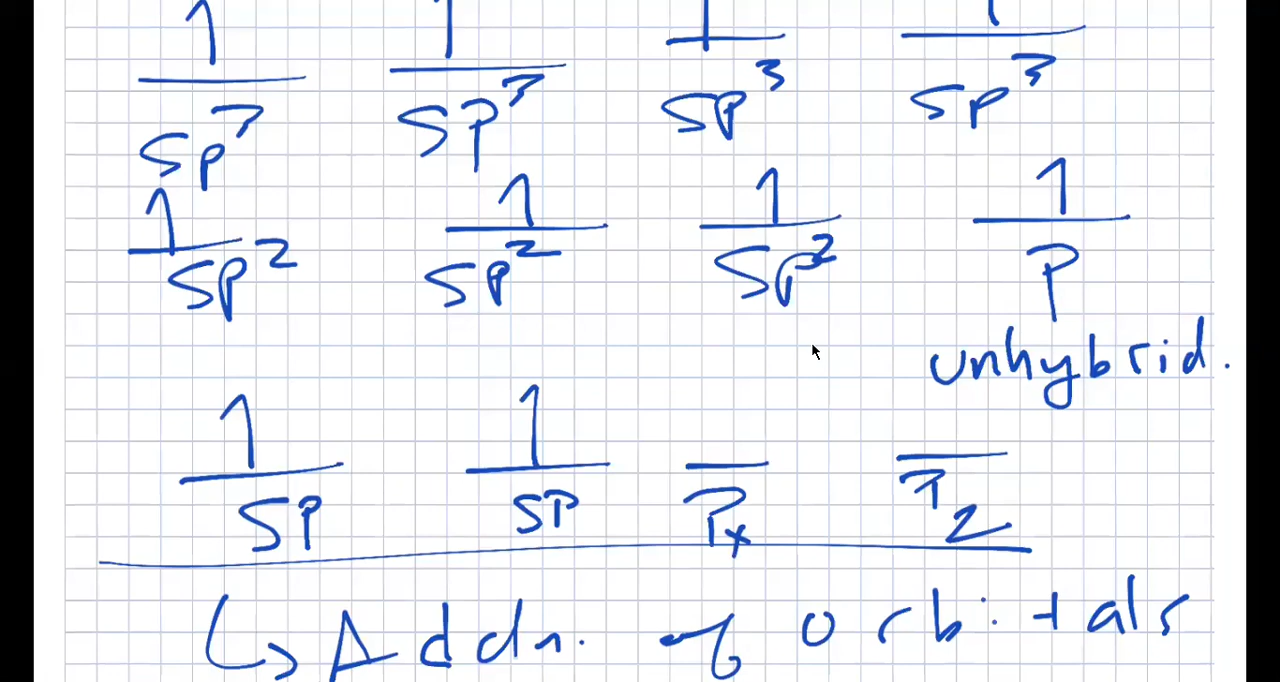 1 1 1 1
sp³ sp³ sp³ sp³
1 1 1 1
sp² sp² sp² p
unhybrid.
1 1
sp sp Px Pz
↳ Addn. of orbitals